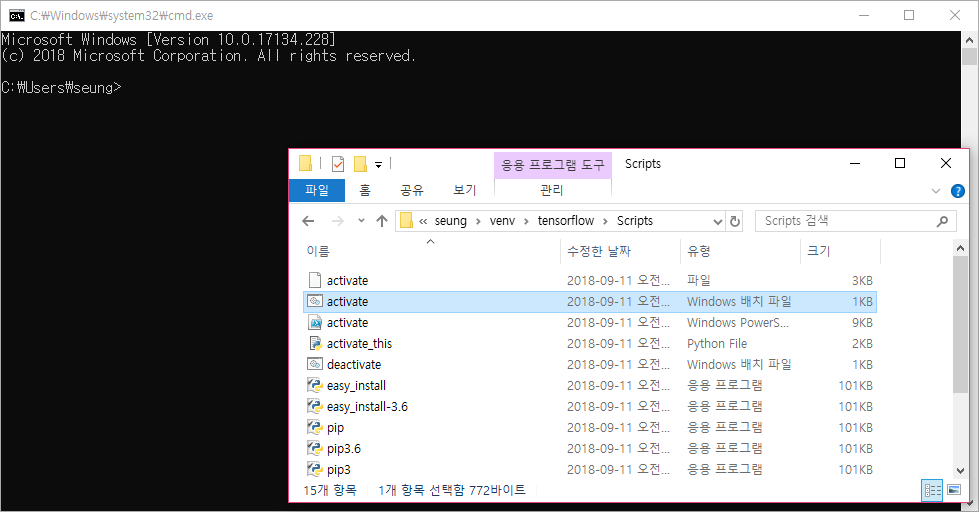 C:₩Windows₩system32₩cmd.exe
Microsoft Windows [Version 10.0.17134.228]
(c) 2018 Microsoft Corporation. All rights reserved.
C:₩Users₩seung>
응용 프로그램 도구 Scripts
파일 홈 공유 보기 관리
« seung › venv › tensorflow › Scripts Scripts 검색
이름 수정한 날짜 유형 크기
activate 2018-09-11 오전... 파일 3KB
activate 2018-09-11 오전... Windows 배치 파일 1KB
activate 2018-09-11 오전... Windows PowerS... 9KB
activate_this 2018-09-11 오전... Python File 2KB
deactivate 2018-09-11 오전... Windows 배치 파일 1KB
easy_install 2018-09-11 오전... 응용 프로그램 101KB
easy_install-3.6 2018-09-11 오전... 응용 프로그램 101KB
pip 2018-09-11 오전... 응용 프로그램 101KB
pip3.6 2018-09-11 오전... 응용 프로그램 101KB
pip3 2018-09-11 오전... 응용 프로그램 101KB
15개 항목 1개 항목 선택함 772바이트